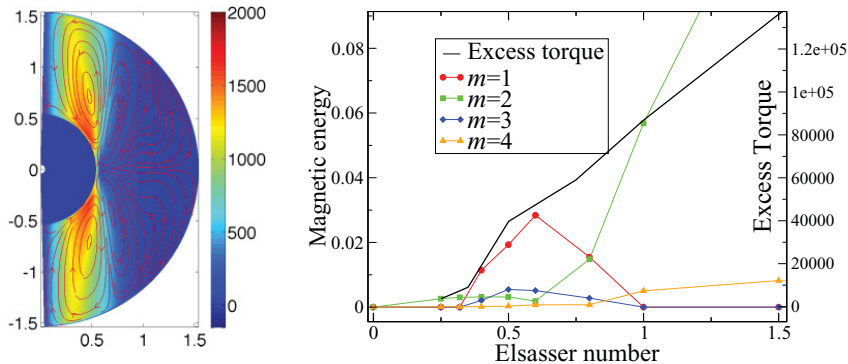 1.5
1
0.5
0
-0.5
-1
-1.5
0.5 1 1.5
2000
1500
1000
500
0
Magnetic energy
0.08
0.06
0.04
0.02
0
Excess torque
m=1
m=2
m=3
m=4
0 0.5 1 1.5
Elsasser number
1.2e+05
1e+05
80000
60000
40000
20000
0
Excess Torque